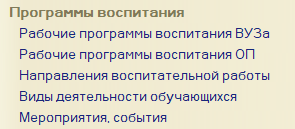 Программы воспитания
Рабочие программы воспитания ВУЗа
Рабочие программы воспитания ОП
Направления воспитательной работы
Виды деятельности обучающихся
Мероприятия, события